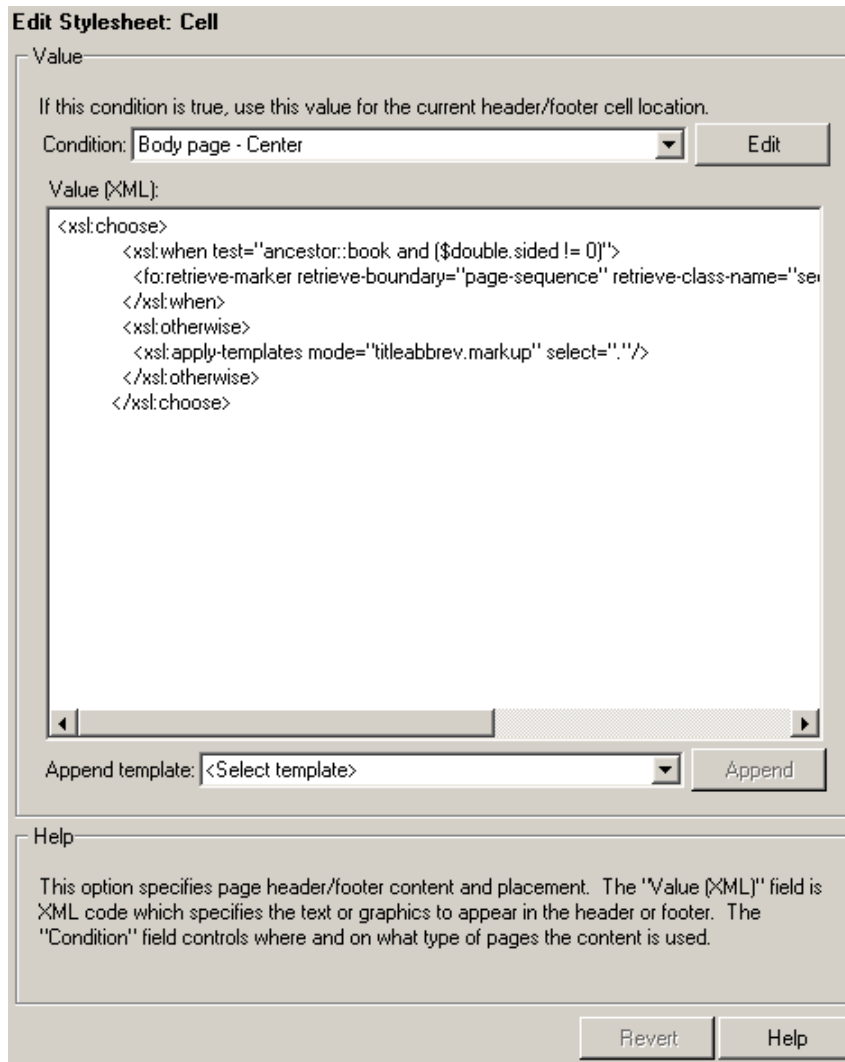 Edit Stylesheet: Cell
Value
If this condition is true, use this value for the current header/footer cell location.
Condition: Body page - Center Edit
Value (XML):
<xsl:choose>
<xsl:when test="ancestor::book and ($double.sided != 0)">
<fo:retrieve-marker retrieve-boundary="page-sequence" retrieve-class-name="sec
</xsl:when>
<xsl:otherwise>
<xsl:apply-templates mode="titleabbrev.markup" select="."/>
</xsl:otherwise>
</xsl:choose>
Append template: <Select template> Append
Help
This option specifies page header/footer content and placement. The "Value (XML)" field is
XML code which specifies the text or graphics to appear in the header or footer. The
"Condition" field controls where and on what type of pages the content is used.
Revert Help